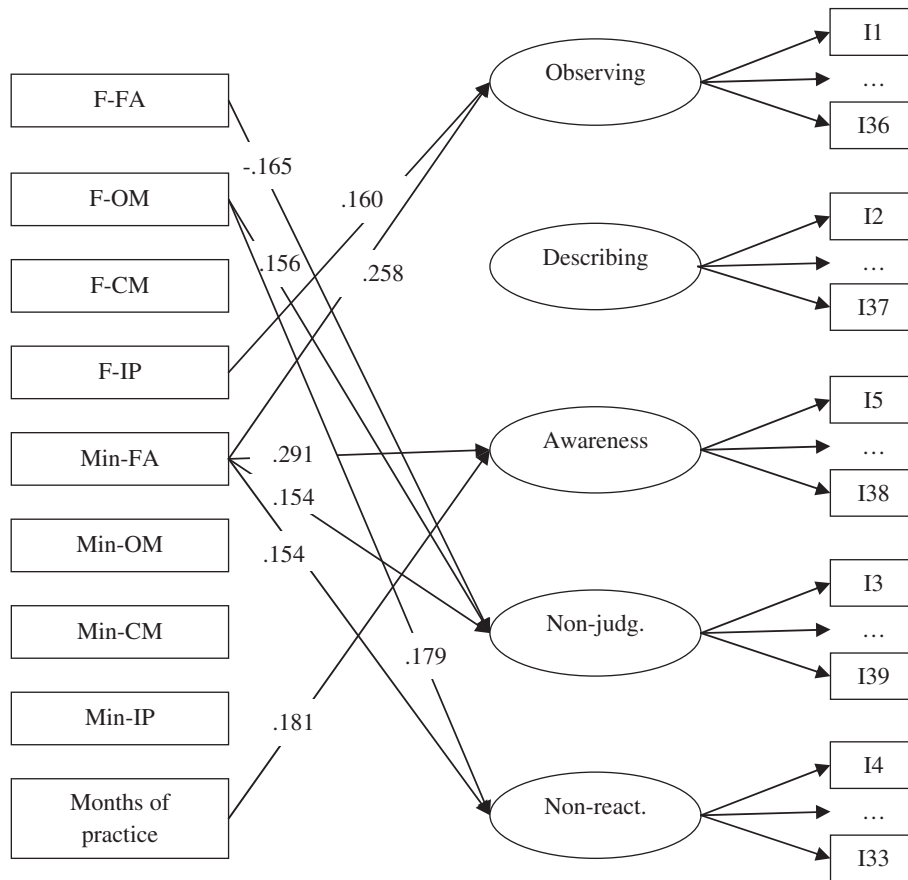 F-FA
F-OM
F-CM
F-IP
Min-FA
Min-OM
Min-CM
Min-IP
Months of
practice
-.165
.160
.156
.258
.291
.154
.154
.179
.181
Observing
Describing
Awareness
Non-judg.
Non-react.
I1
…
I36
I2
…
I37
I5
…
I38
I3
…
I39
I4
…
I33